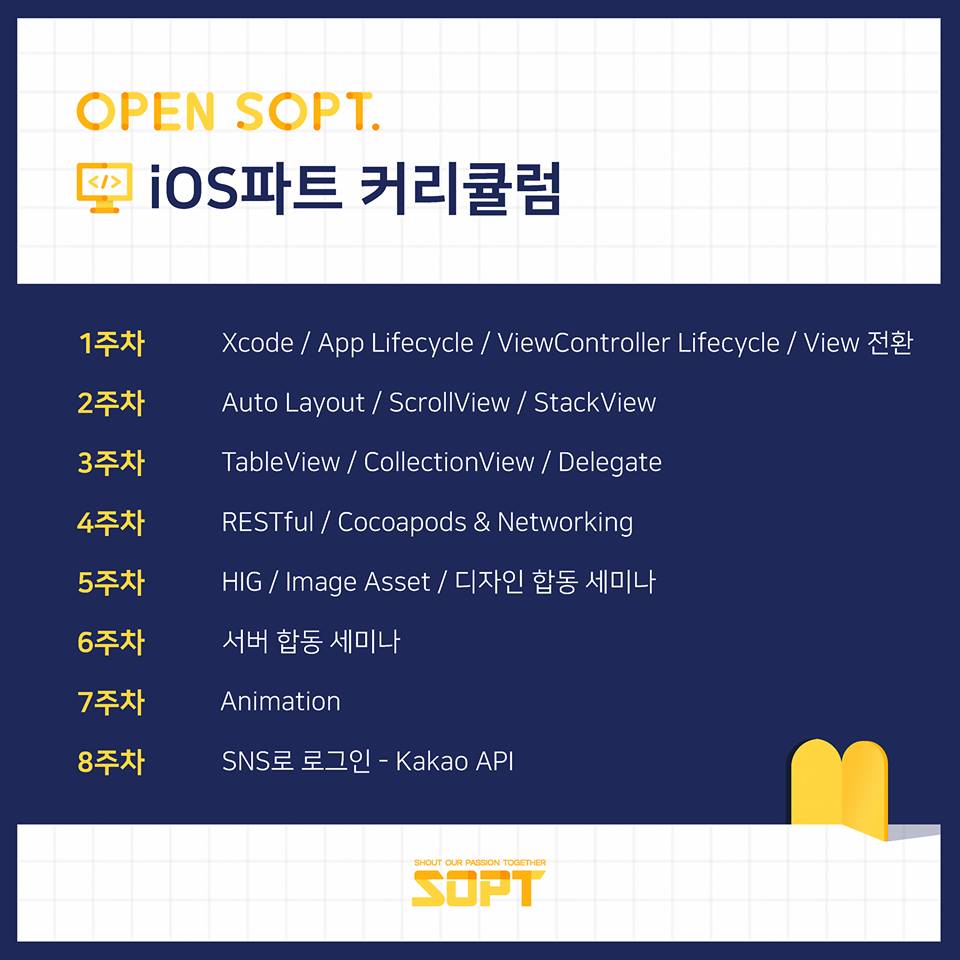 OPEN SOPT.
</> iOS파트 커리큘럼
1주차 Xcode / App Lifecycle / ViewController Lifecycle / View 전환
2주차 Auto Layout / ScrollView / StackView
3주차 TableView / CollectionView / Delegate
4주차 RESTful / Cocoapods & Networking
5주차 HIG / Image Asset / 디자인 합동 세미나
6주차 서버 합동 세미나
7주차 Animation
8주차 SNS로 로그인 - Kakao API
SHOUT OUR PASSION TOGETHER
SOPT